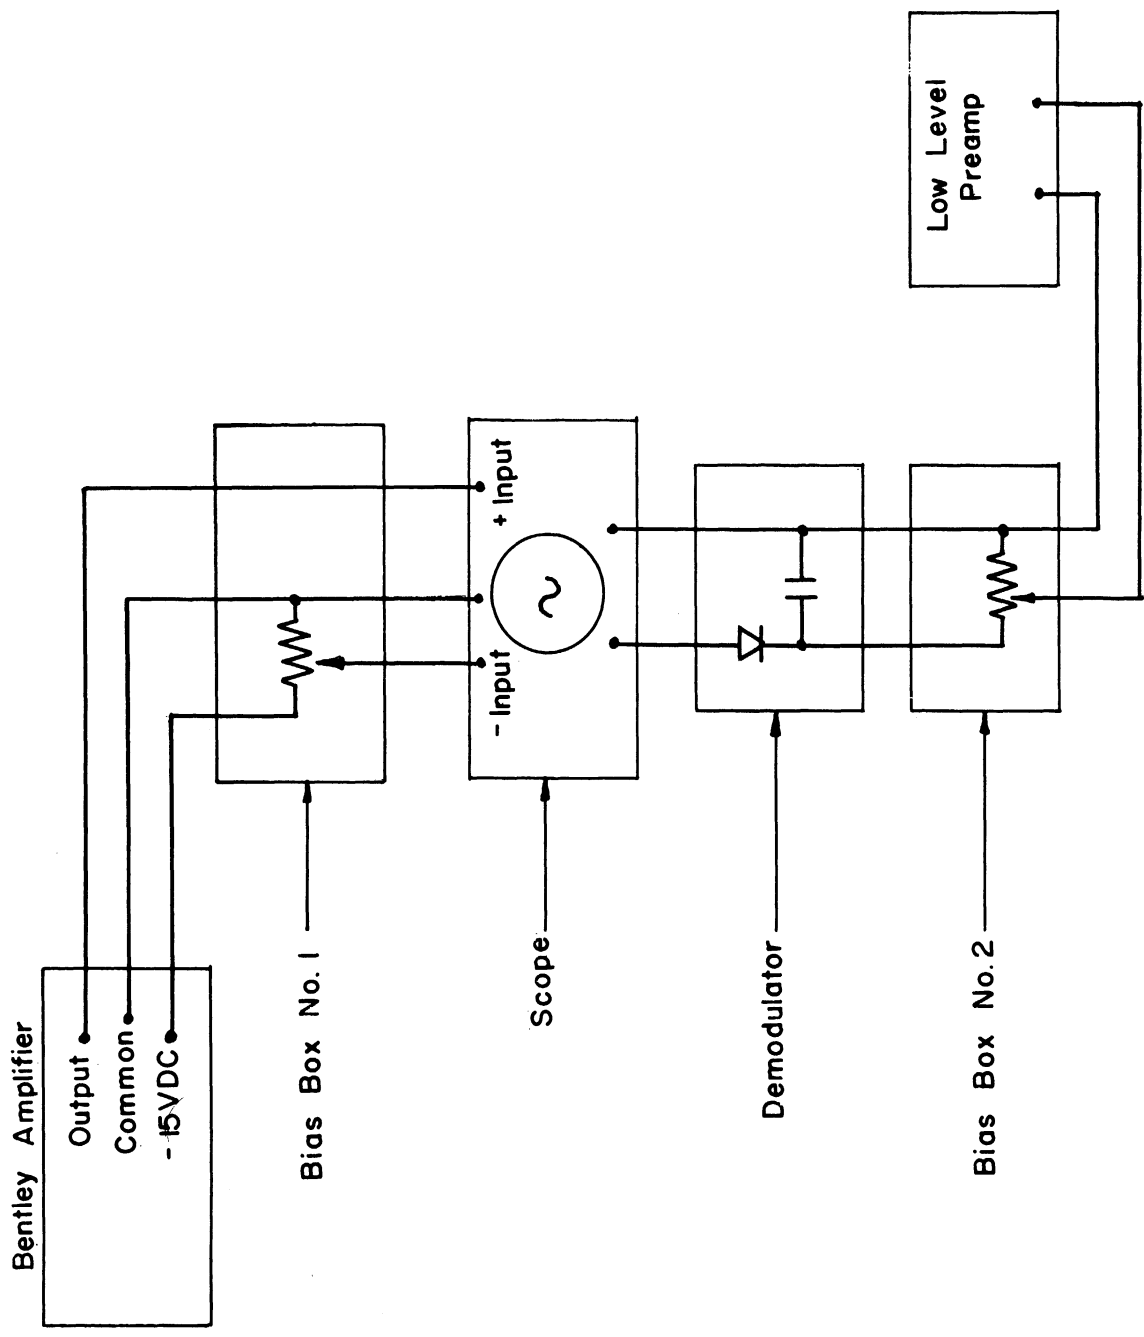 Bentley Amplifier
Output
Common
-15VDC
Bias Box No. 1
- Input
+ Input
Scope
Demodulator
Bias Box No. 2
Low Level
Preamp